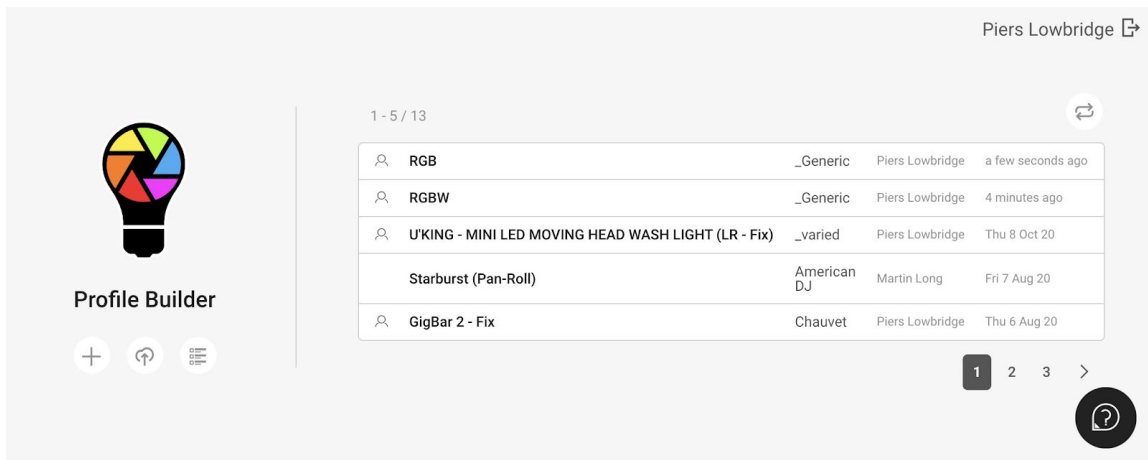 Piers Lowbridge
1 - 5 / 13
RGB _Generic Piers Lowbridge a few seconds ago
RGBW _Generic Piers Lowbridge 4 minutes ago
U'KING - MINI LED MOVING HEAD WASH LIGHT (LR - Fix) _varied Piers Lowbridge Thu 8 Oct 20
Starburst (Pan-Roll) American DJ Martin Long Fri 7 Aug 20
GigBar 2 - Fix Chauvet Piers Lowbridge Thu 6 Aug 20
Profile Builder
1 2 3